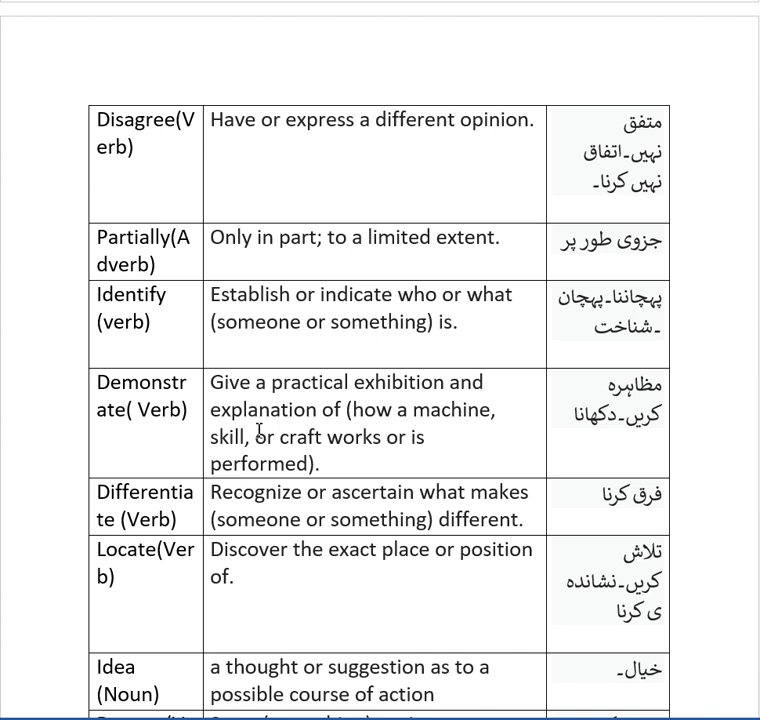 Disagree(V
erb)
Have or express a different opinion.
متفق
نہیں۔اتفاق
نہیں کرنا۔
Partially(A
dverb)
Only in part; to a limited extent.
جزوی طور پر
Identify
(verb)
Establish or indicate who or what
(someone or something) is.
پہچاننا۔پہچان
۔شناخت
Demonstr
ate( Verb)
Give a practical exhibition and
explanation of (how a machine,
skill, or craft works or is
performed).
مظاہرہ
کریں۔دکھانا
Differentia
te (Verb)
Recognize or ascertain what makes
(someone or something) different.
فرق کرنا
Locate(Ver
b)
Discover the exact place or position
of.
تلاش
کریں۔نشاندہ
ی کرنا
Idea
(Noun)
a thought or suggestion as to a
possible course of action
خیال۔